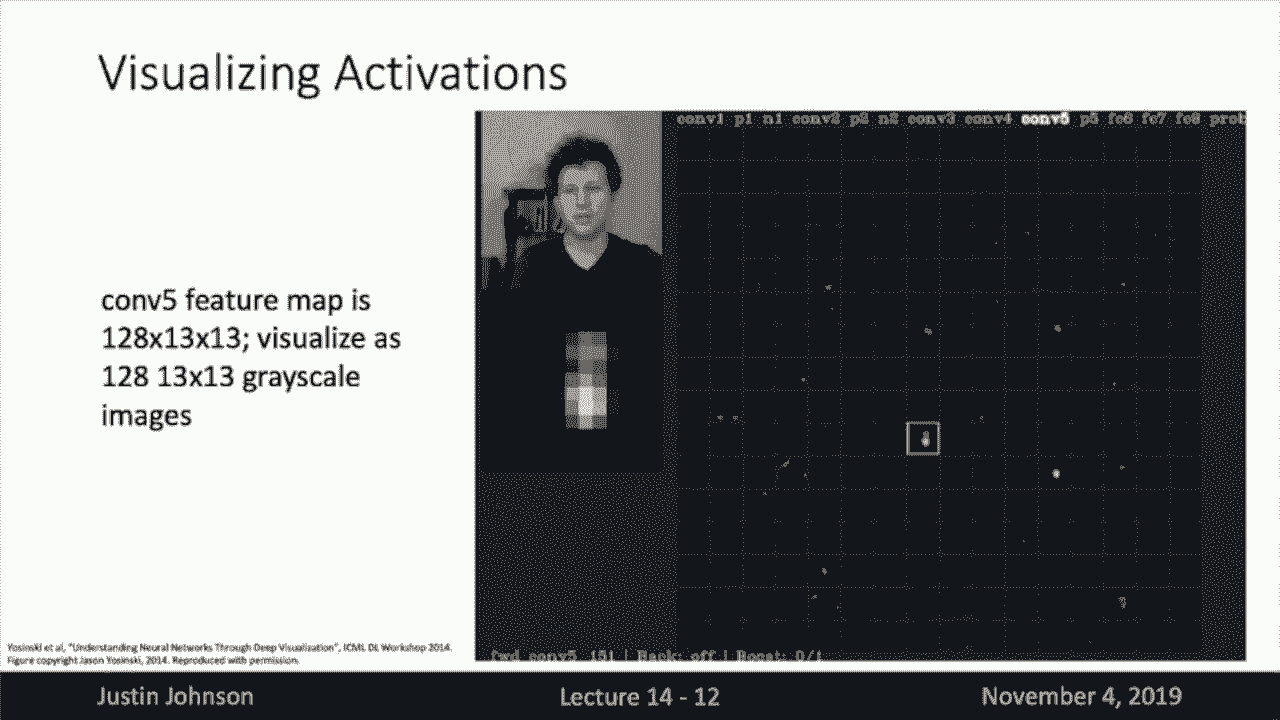 Visualizing Activations
conv1 p1 n1 conv2 p2 n2 conv3 conv4 conv5 p5 fc6 fc7 fc8 prob
conv5 feature map is
128x13x13; visualize as
128 13x13 grayscale
images
fwd conv5_151 | Back: off | Boost: 0/1
Yosinski et al, "Understanding Neural Networks Through Deep Visualization", ICML DL Workshop 2014.
Figure copyright Jason Yosinski, 2014. Reproduced with permission.
Justin Johnson
Lecture 14 - 12
November 4, 2019